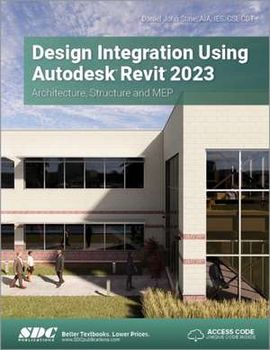 Daniel John Stine, AIA, IES, CSI, CDT
Design Integration Using
Autodesk Revit 2023
Architecture, Structure and MEP
SDC
PUBLICATIONS
Better Textbooks. Lower Prices.
www.SDCpublications.com
ACCESS CODE
UNIQUE CODE INSIDE